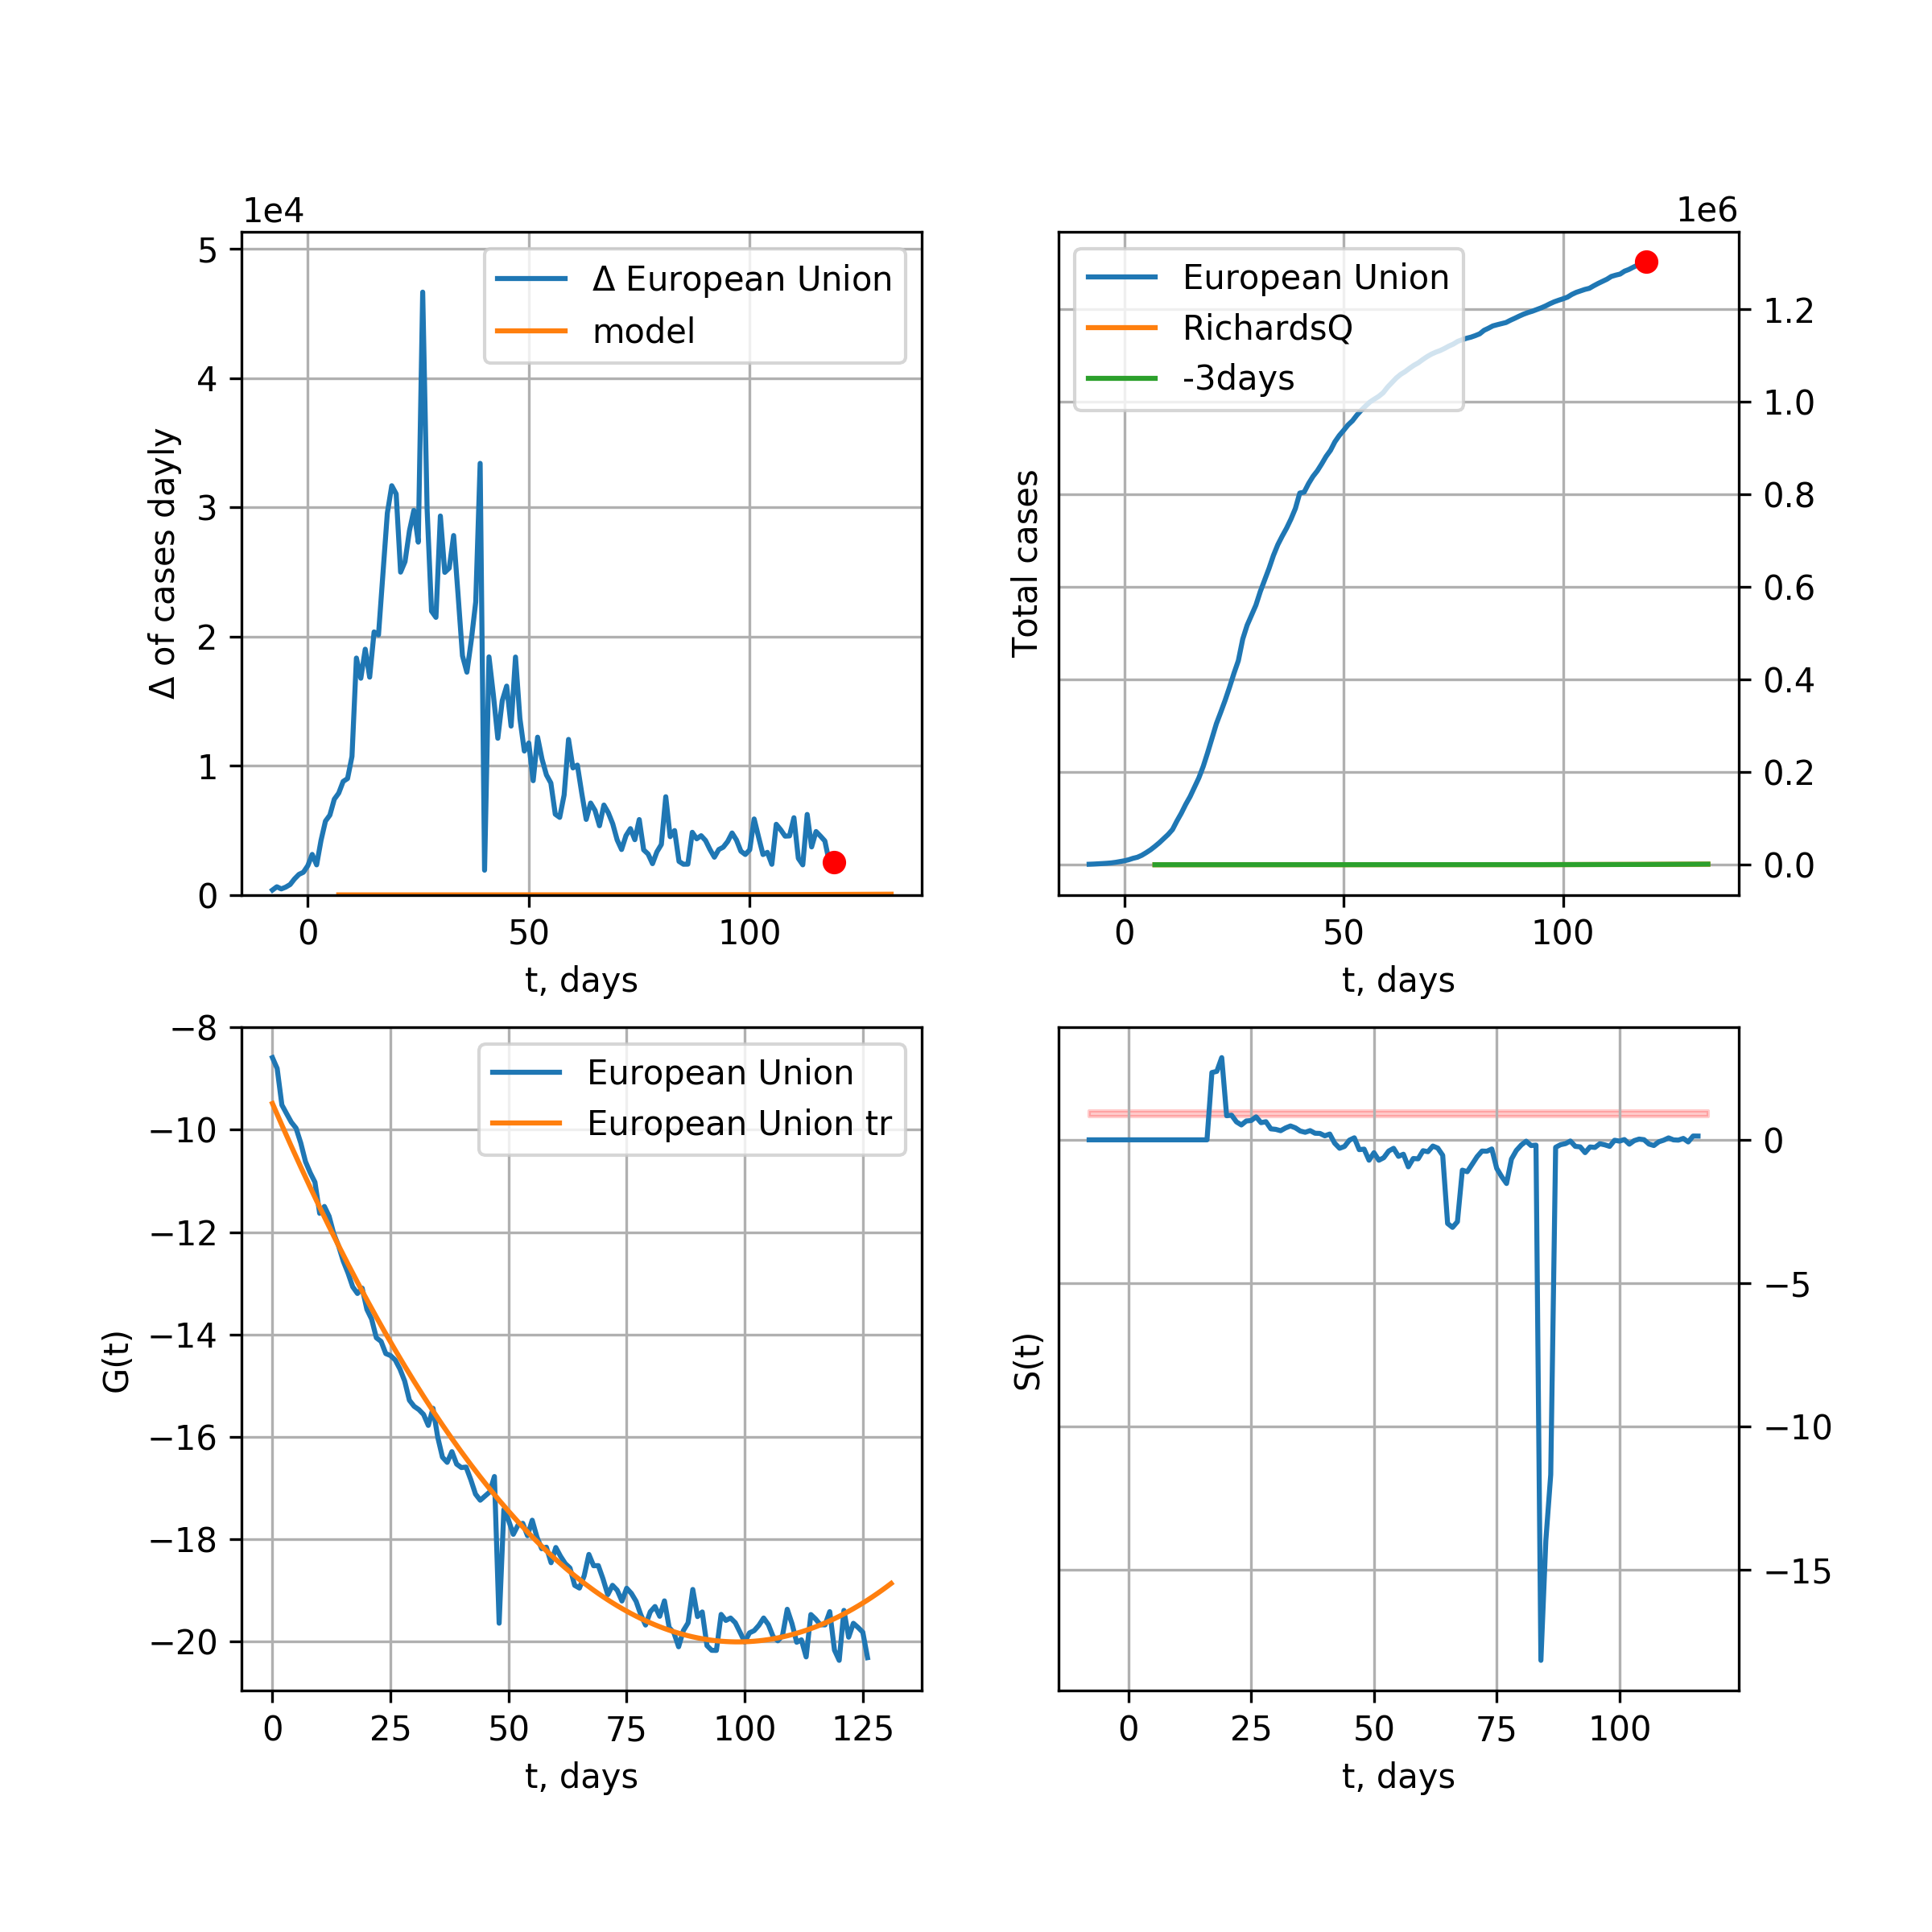 1e4
5
4
3
2
1
0
Δ of cases dayly
Δ European Union
model
0 50 100
t, days
1e6
European Union
RichardsQ
-3days
Total cases
1.2
1.0
0.8
0.6
0.4
0.2
0.0
0 50 100
t, days
−8
−10
−12
−14
−16
−18
−20
G(t)
European Union
European Union tr
0 25 50 75 100 125
t, days
S(t)
0
−5
−10
−15
0 25 50 75 100
t, days